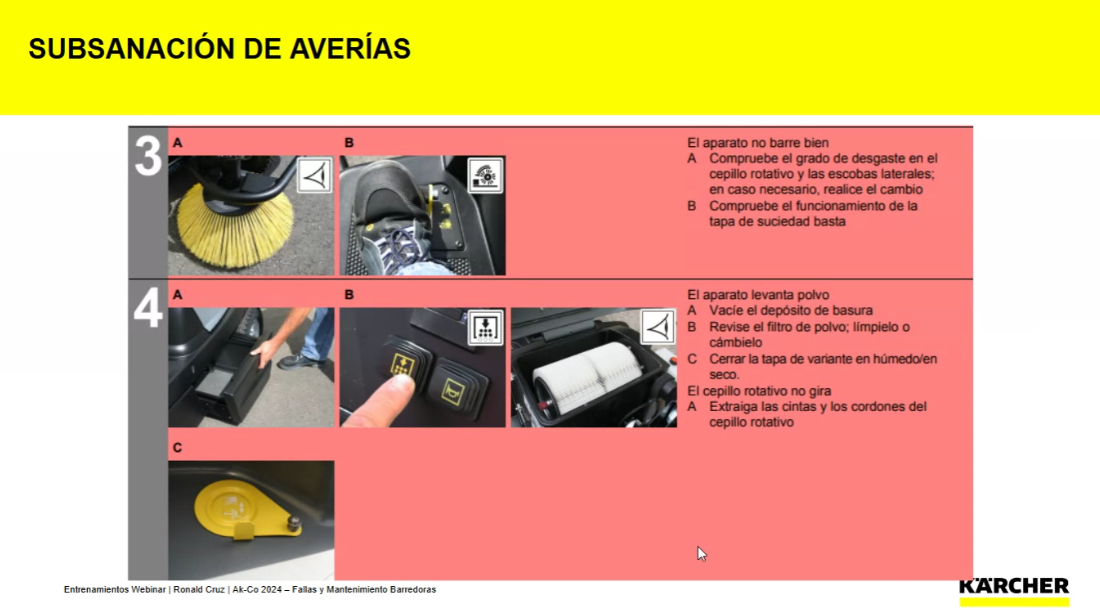 SUBSANACIÓN DE AVERÍAS
3
A
B
El aparato no barre bien
A Compruebe el grado de desgaste en el
cepillo rotativo y las escobas laterales;
en caso necesario, realice el cambio
B Compruebe el funcionamiento de la
tapa de suciedad basta
4
A
B
El aparato levanta polvo
A Vacíe el depósito de basura
B Revise el filtro de polvo; límpielo o
cámbielo
C Cerrar la tapa de variante en húmedo/en
seco.
El cepillo rotativo no gira
A Extraiga las cintas y los cordones del
cepillo rotativo
C
Entrenamientos Webinar | Ronald Cruz | Ak-Co 2024 – Fallas y Mantenimiento Barredoras
KÄRCHER